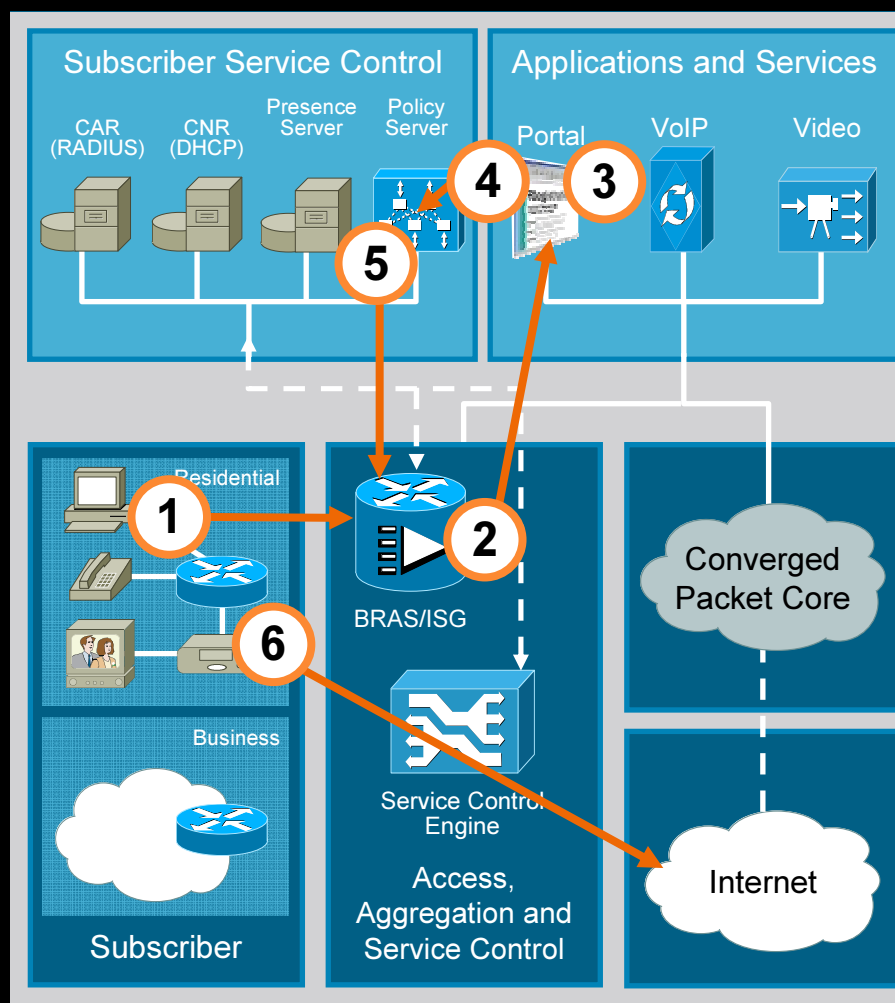 Subscriber Service Control
CAR
(RADIUS)
CNR
(DHCP)
Presence
Server
Policy
Server
Applications and Services
Portal
VoIP
Video
4
3
5
Residential
1
2
6
BRAS/ISG
Business
Service Control
Engine
Access,
Aggregation and
Service Control
Subscriber
Converged
Packet Core
Internet